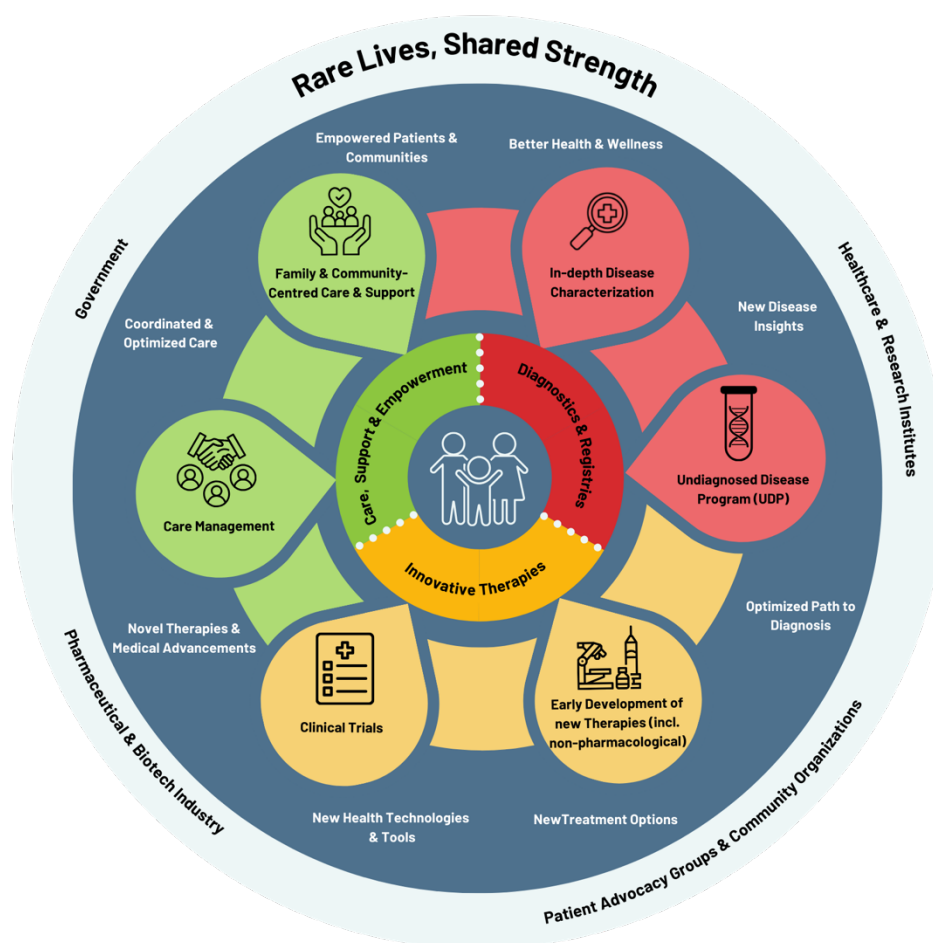 Rare Lives, Shared Strength
Empowered Patients &
Communities
Better Health & Wellness
Government
Healthcare & Research Institutes
Family & Community-
Centred Care & Support
In-depth Disease
Characterization
Coordinated &
Optimized Care
New Disease
Insights
Care, Support & Empowerment
Diagnostics & Registries
Care Management
Undiagnosed Disease
Program (UDP)
Innovative Therapies
Novel Therapies &
Medical Advancements
Optimized Path to
Diagnosis
Clinical Trials
Early Development of
new Therapies (incl.
non-pharmacological)
Pharmaceutical & Biotech Industry
New Health Technologies
& Tools
NewTreatment Options
Patient Advocacy Groups & Community Organizations